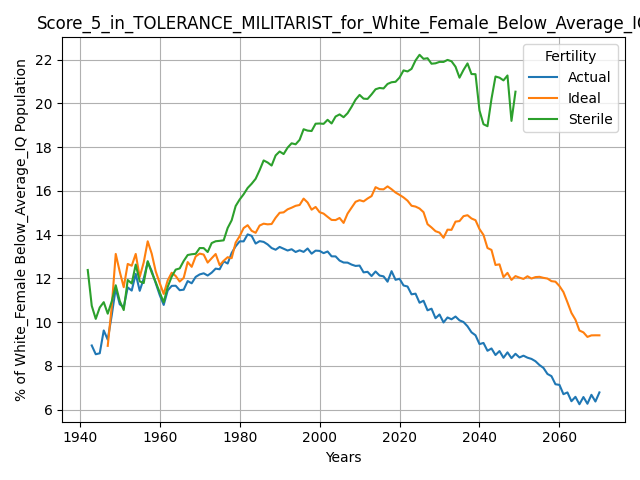 Score_5_in_TOLERANCE_MILITARIST_for_White_Female_Below_Average_IQ
Fertility
Actual
Ideal
Sterile
% of White_Female Below_Average_IQ Population
22
20
18
16
14
12
10
8
6
1940 1960 1980 2000 2020 2040 2060
Years